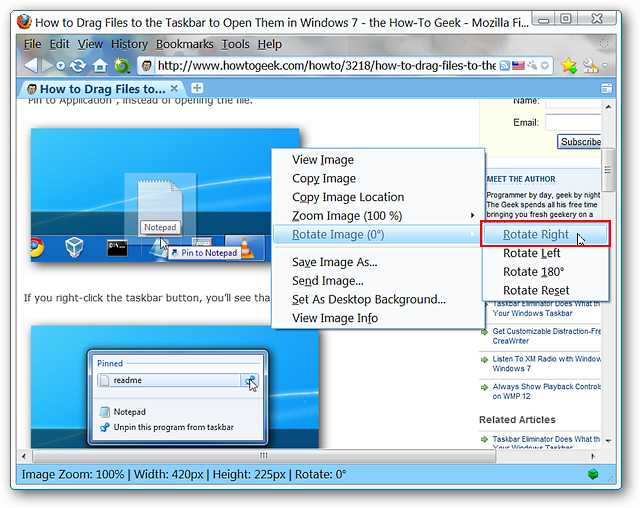 How to Drag Files to the Taskbar to Open Them in Windows 7 - the How-To Geek - Mozilla Fi...
File Edit View History Bookmarks Tools Help
http://www.howtogeek.com/howto/3218/how-to-drag-files-to-the
How to Drag Files to...
"Pin to Application", instead of opening the file.
Name:
Email:
Subscribe
Notepad
Pin to Notepad
View Image
Copy Image
Copy Image Location
Zoom Image (100 %)
Rotate Image (0°)
Save Image As...
Send Image...
Set As Desktop Background...
View Image Info
Rotate Right
Rotate Left
Rotate 180°
Rotate Reset
MEET THE AUTHOR
Programmer by day, geek by night
The Geek spends all his free time
bringing you fresh geekery on a
If you right-click the taskbar button, you'll see tha
Pinned
readme
Notepad
Unpin this program from taskbar
Taskbar Eliminator Does What th
Your Windows Taskbar
Get Customizable Distraction-Fre
CreaWriter
Listen To XM Radio with Window
Windows 7
Always Show Playback Controls
on WMP 12
Related Articles
Taskbar Eliminator Does What th
Your Windows Taskbar
Image Zoom: 100% | Width: 420px | Height: 225px | Rotate: 0°